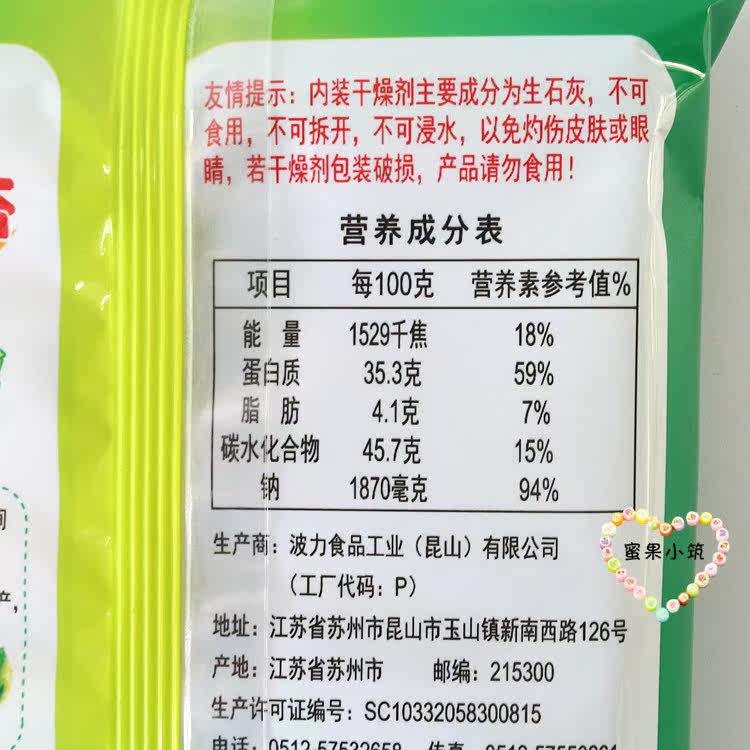 友情提示：内装干燥剂主要成分为生石灰，不可
食用，不可拆开，不可浸水，以免灼伤皮肤或眼
睛，若干燥剂包装破损，产品请勿食用！
营养成分表
项目 每100克 营养素参考值%
能 量 1529千焦 18%
蛋白质 35.3克 59%
脂 肪 4.1克 7%
碳水化合物 45.7克 15%
钠 1870毫克 94%
蜜果小筑
生产商：波力食品工业（昆山）有限公司
（工厂代码：P）
地址：江苏省苏州市昆山市玉山镇新南西路126号
产地：江苏省苏州市 邮编：215300
生产许可证编号：SC10332058300815
电话：0512-57532658 传真
产，